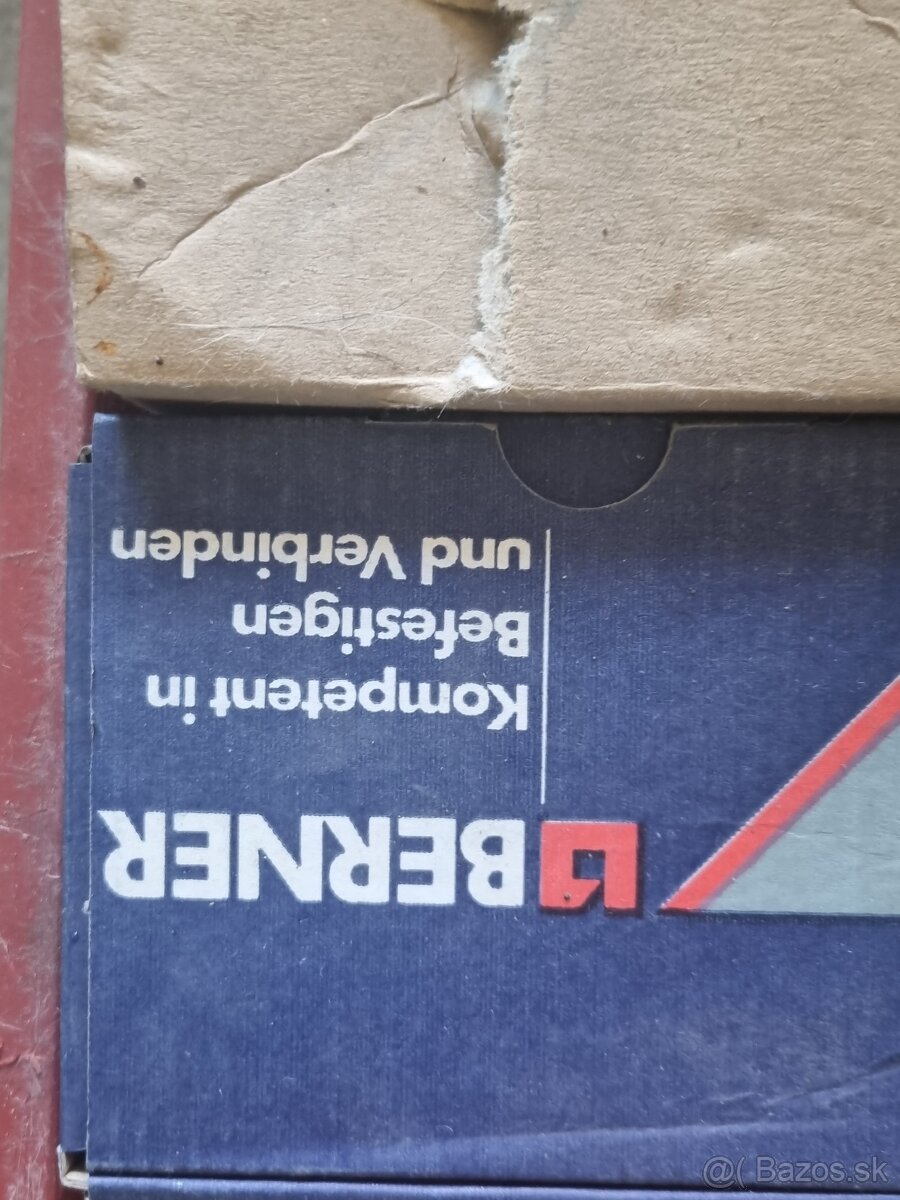 BERNER
Kompetent in
Befestigen
und Verbinden
@( Bazos.sk